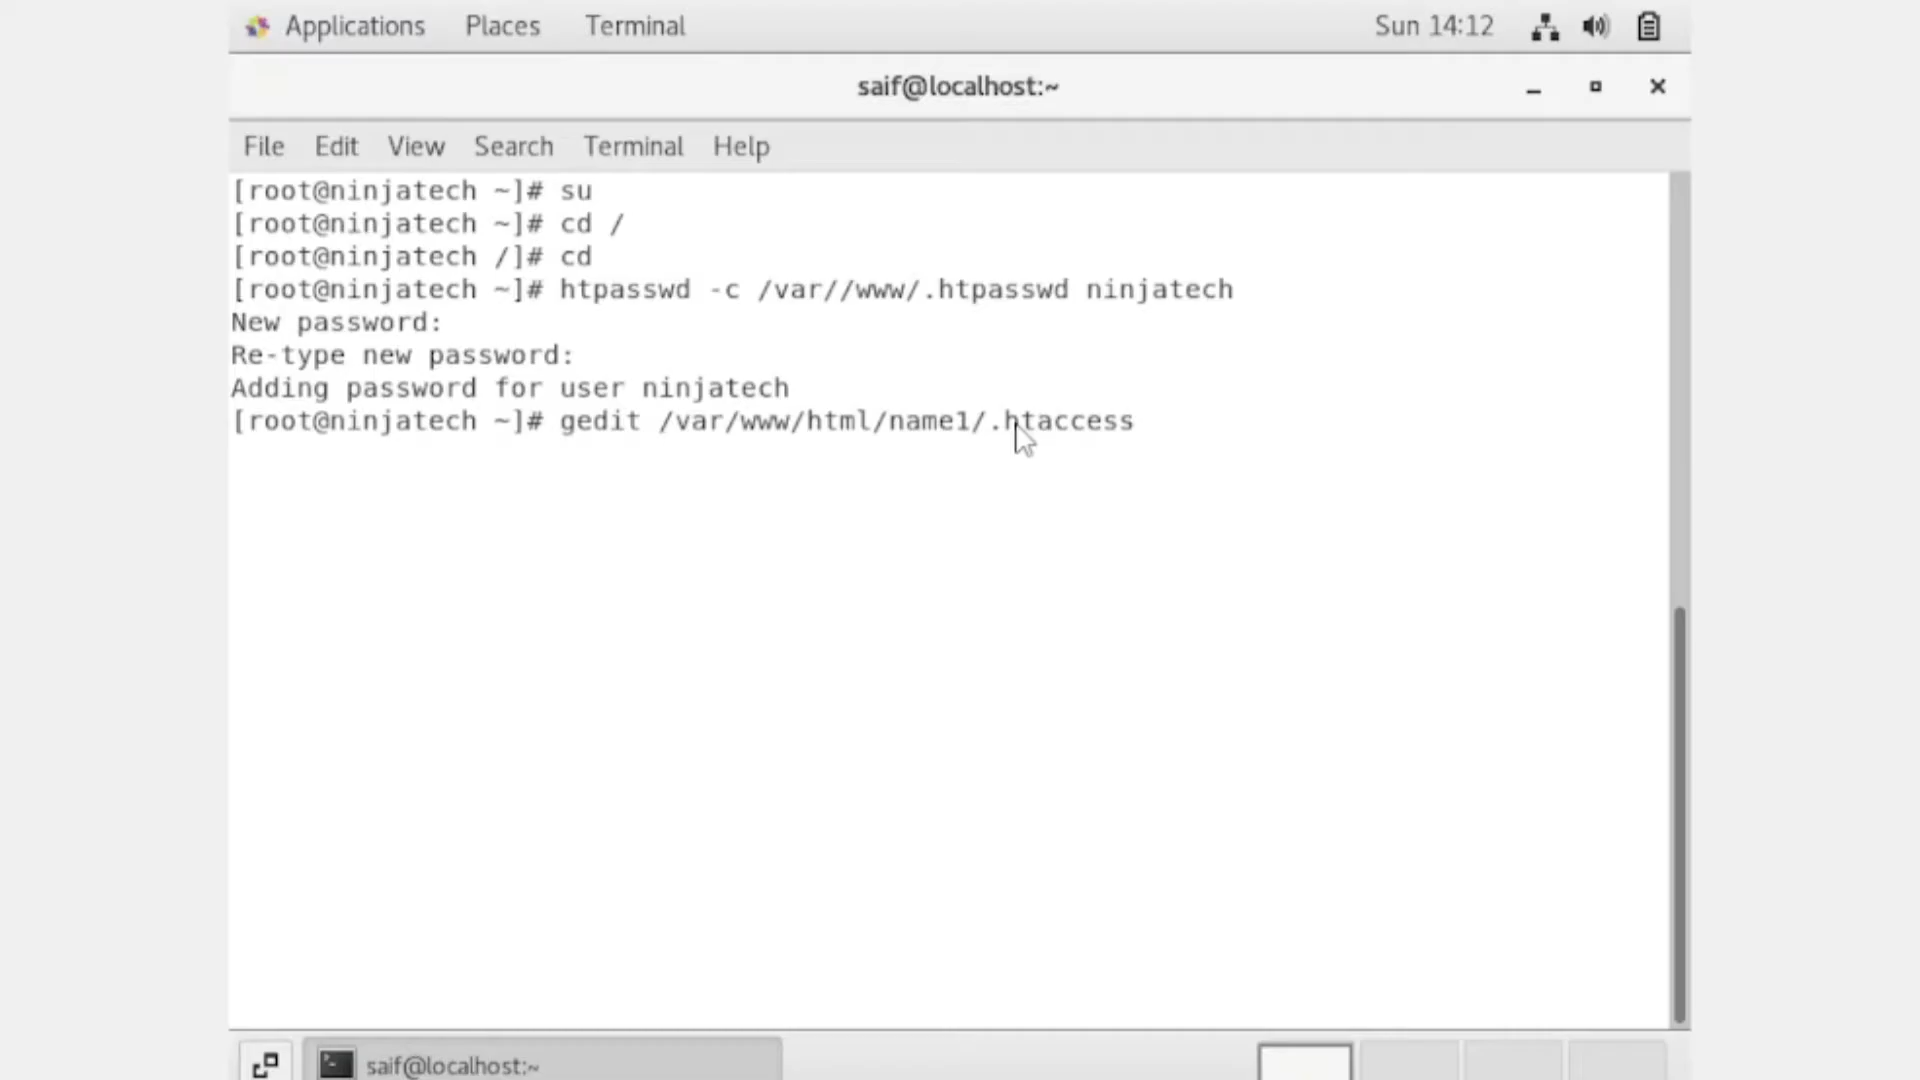 Applications Places Terminal Sun 14:12
saif@localhost:~
File Edit View Search Terminal Help
[root@ninjatech ~]# su
[root@ninjatech ~]# cd /
[root@ninjatech /]# cd
[root@ninjatech ~]# htpasswd -c /var//www/.htpasswd ninjatech
New password:
Re-type new password:
Adding password for user ninjatech
[root@ninjatech ~]# gedit /var/www/html/name1/.htaccess
saif@localhost:~